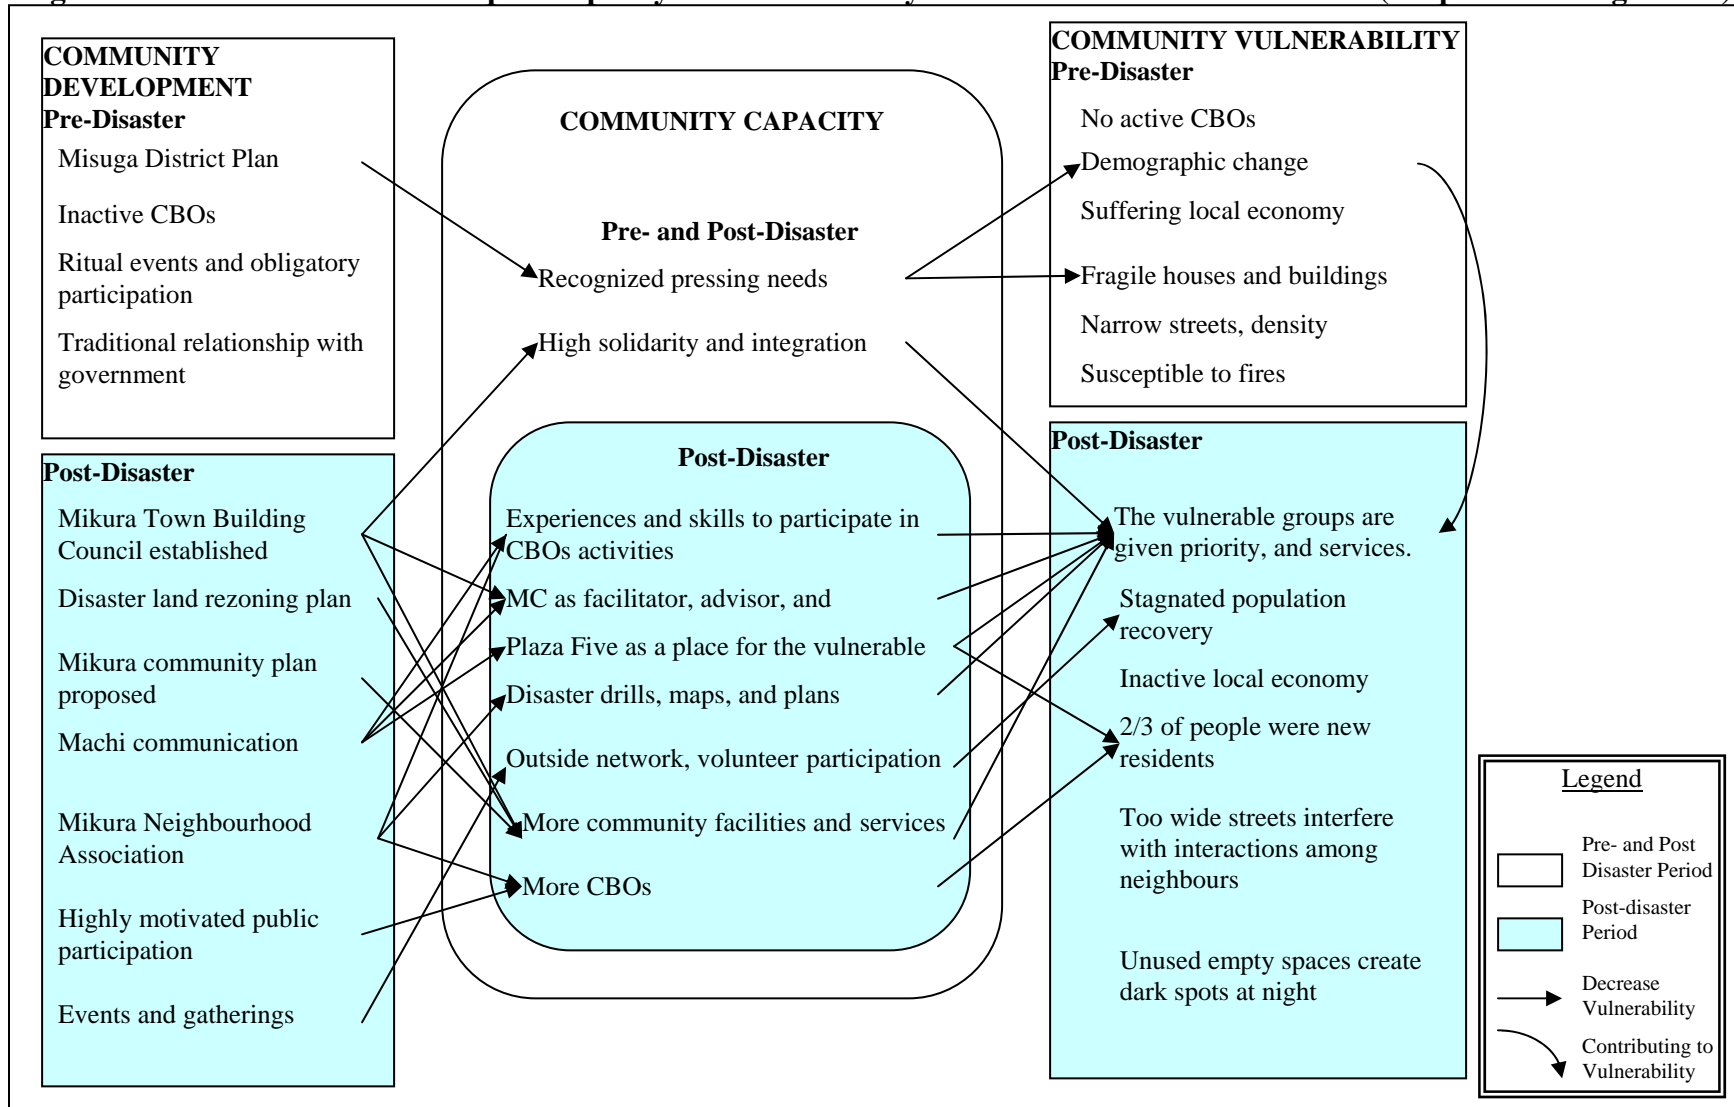 COMMUNITY
DEVELOPMENT
Pre-Disaster
Misuga District Plan
Inactive CBOs
Ritual events and obligatory
participation
Traditional relationship with
government
Post-Disaster
Mikura Town Building
Council established
Disaster land rezoning plan
Mikura community plan
proposed
Machi communication
Mikura Neighbourhood
Association
Highly motivated public
participation
Events and gatherings
COMMUNITY CAPACITY
Pre- and Post-Disaster
Recognized pressing needs
High solidarity and integration
Post-Disaster
Experiences and skills to participate in
CBOs activities
MC as facilitator, advisor, and
Plaza Five as a place for the vulnerable
Disaster drills, maps, and plans
Outside network, volunteer participation
More community facilities and services
More CBOs
COMMUNITY VULNERABILITY
Pre-Disaster
No active CBOs
Demographic change
Suffering local economy
Fragile houses and buildings
Narrow streets, density
Susceptible to fires
Post-Disaster
The vulnerable groups are
given priority, and services.
Stagnated population
recovery
Inactive local economy
2/3 of people were new
residents
Too wide streets interfere
with interactions among
neighbours
Unused empty spaces create
dark spots at night
Legend
Pre- and Post
Disaster Period
Post-disaster
Period
Decrease
Vulnerability
Contributing to
Vulnerability